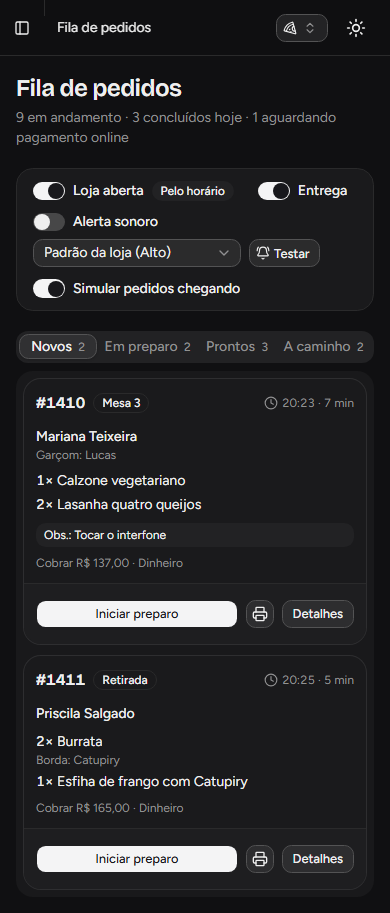 Fila de pedidos
Fila de pedidos
9 em andamento · 3 concluídos hoje · 1 aguardando
pagamento online
Loja aberta Pelo horário Entrega
Alerta sonoro
Padrão da loja (Alto) Testar
Simular pedidos chegando
Novos 2 Em preparo 2 Prontos 3 A caminho 2
#1410 Mesa 3 20:23 · 7 min
Mariana Teixeira
Garçom: Lucas
1× Calzone vegetariano
2× Lasanha quatro queijos
Obs.: Tocar o interfone
Cobrar R$ 137,00 · Dinheiro
Iniciar preparo Detalhes
#1411 Retirada 20:25 · 5 min
Priscila Salgado
2× Burrata
Borda: Catupiry
1× Esfiha de frango com Catupiry
Cobrar R$ 165,00 · Dinheiro
Iniciar preparo Detalhes